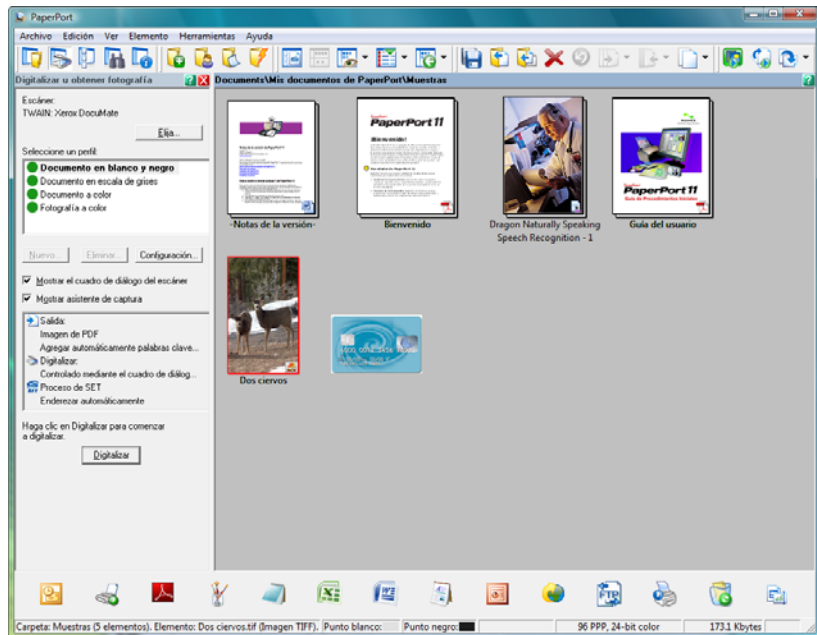 PaperPort
Archivo Edición Ver Elemento Herramientas Ayuda
Digitalizar u obtener fotografía
Documents\Mis documentos de PaperPort\Muestras
Escáner:
TWAIN: Xerox DocuMate
Elija...
Seleccione un perfil:
Documento en blanco y negro
Documento en escala de grises
Documento a color
Fotografía a color
Nuevo... Eliminar... Configuración...
Mostrar el cuadro de diálogo del escáner
Mostrar asistente de captura
Salida:
Imagen de PDF
Agregar automáticamente palabras clave...
Digitalizar:
Controlado mediante el cuadro de diálog...
Proceso de SET
Enderezar automáticamente
Haga clic en Digitalizar para comenzar
a digitalizar.
Digitalizar
PaperPort 11
PaperPort 11
Guía de Procedimientos Iniciales
-Notas de la versión-
Bienvenido
Dragon Naturally Speaking
Speech Recognition - 1
Guía del usuario
Dos ciervos
FTP
Carpeta: Muestras (5 elementos). Elemento: Dos ciervos.tif (Imagen TIFF). Punto blanco: Punto negro: 96 PPP, 24-bit color 173.1 Kbytes